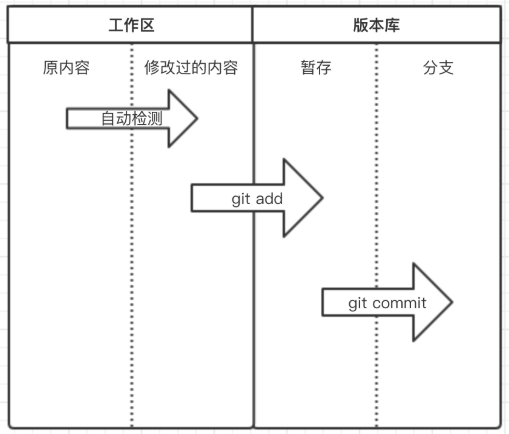 工作区 版本库
原内容 修改过的内容 暂存 分支
自动检测
git add
git commit